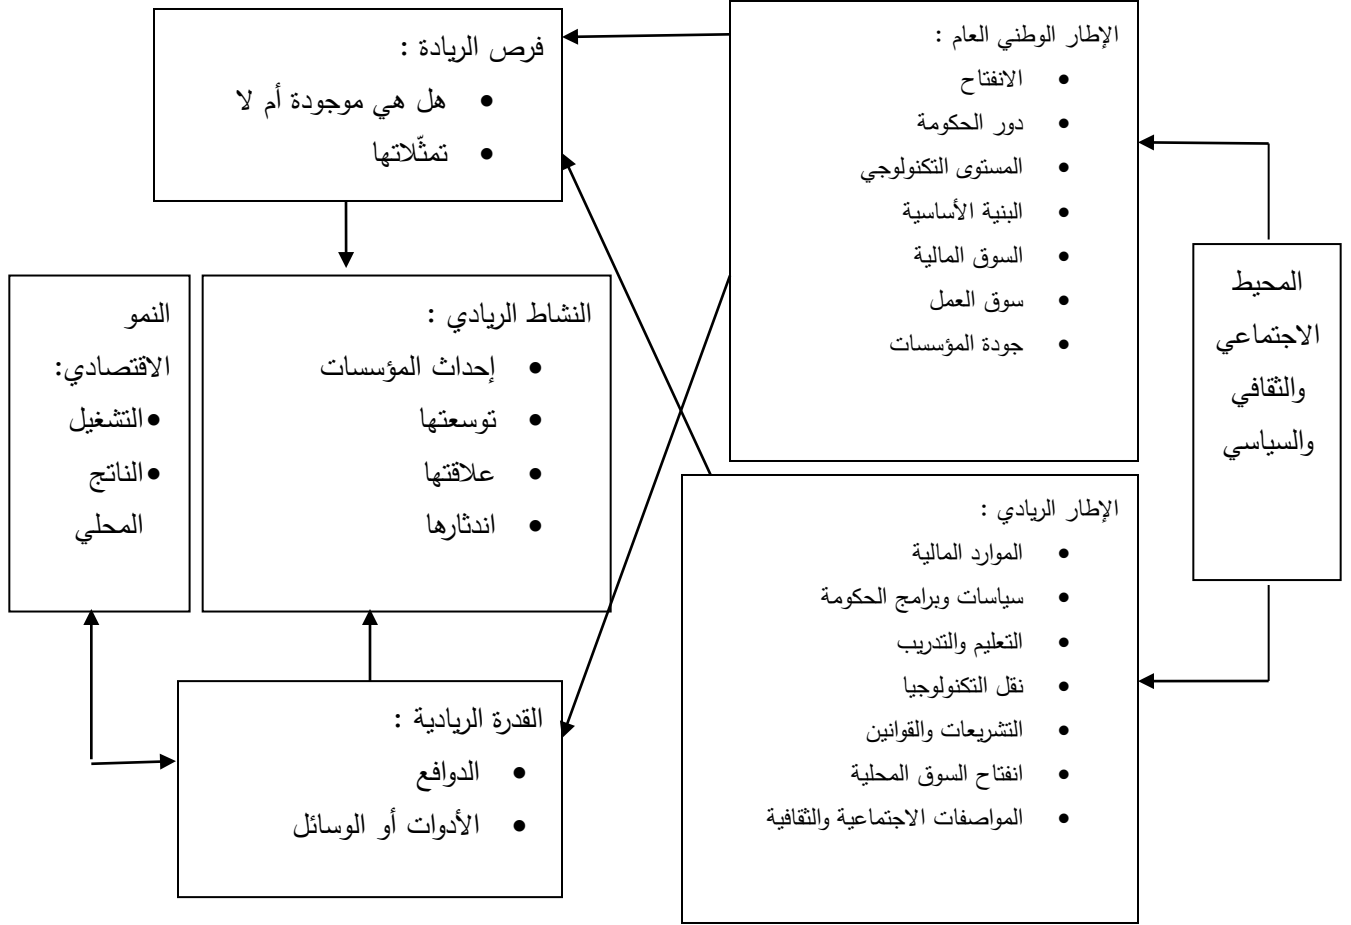 المحيط
الاجتماعي
والثقافي
والسياسي
الإطار الوطني العام :
• الانفتاح
• دور الحكومة
• المستوى التكنولوجي
• البنية الأساسية
• السوق المالية
• سوق العمل
• جودة المؤسسات
الإطار الريادي :
• الموارد المالية
• سياسات وبرامج الحكومة
• التعليم والتدريب
• نقل التكنولوجيا
• التشريعات والقوانين
• انفتاح السوق المحلية
• المواصفات الاجتماعية والثقافية
فرص الريادة :
• هل هي موجودة أم لا
• تمثّلاتها
النشاط الريادي :
• إحداث المؤسسات
• توسعتها
• علاقتها
• اندثارها
القدرة الريادية :
• الدوافع
• الأدوات أو الوسائل
النمو
الاقتصادي:
• التشغيل
• الناتج
المحلي